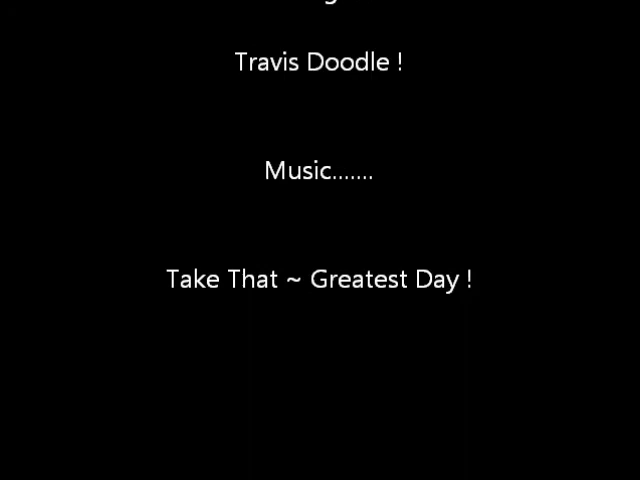 Travis Doodle !
Music.......
Take That ~ Greatest Day !